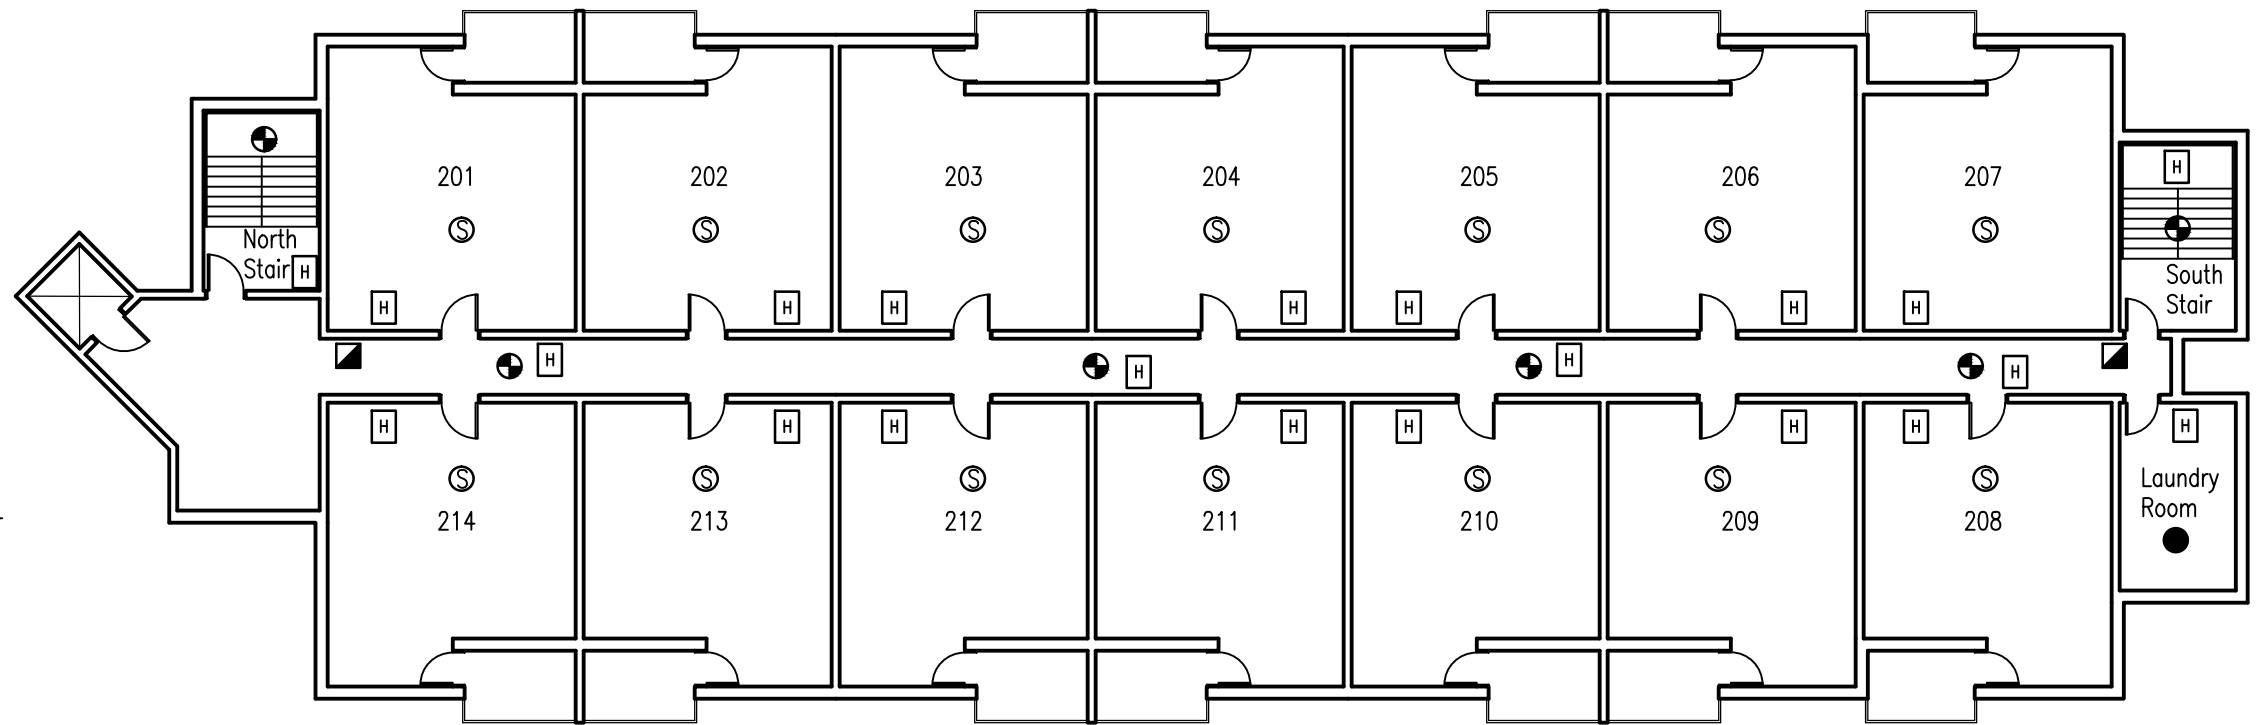 201 202 203 204 205 206 207
H
S S S S S S S
North
Stair H
South
Stair
H H H H H H H
H H H H
H H H H H H H H
S S S S S S S
Laundry
Room
214 213 212 211 210 209 208